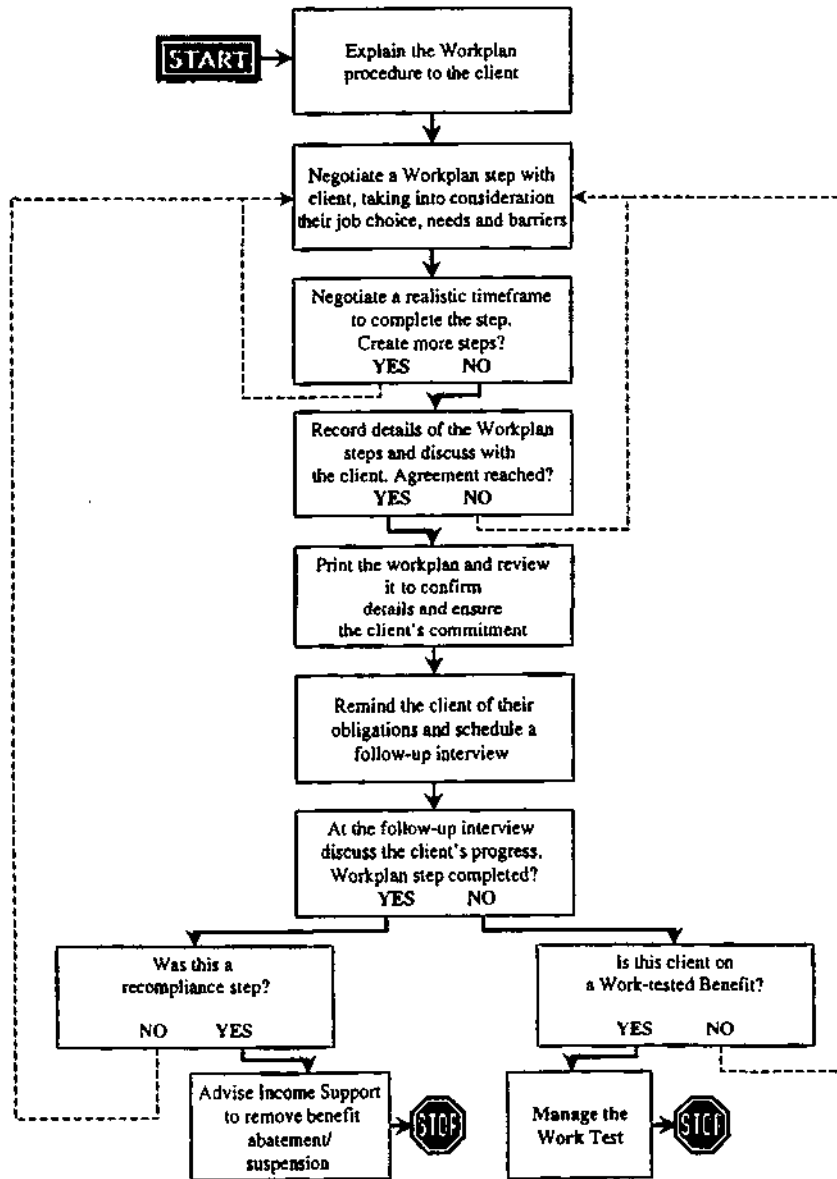 START
Explain the Workplan
procedure to the client
Negotiate a Workplan step with
client, taking into consideration
their job choice, needs and barriers
Negotiate a realistic timeframe
to complete the step.
Create more steps?
YES NO
Record details of the Workplan
steps and discuss with
the client. Agreement reached?
YES NO
Print the workplan and review
it to confirm
details and ensure
the client's commitment
Remind the client of their
obligations and schedule a
follow-up interview
At the follow-up interview
discuss the client's progress.
Workplan step completed?
YES NO
Was this a
recompliance step?
NO YES
Is this client on
a Work-tested Benefit?
YES NO
Advise Income Support
to remove benefit
abatement/
suspension
STOP
Manage the
Work Test
STOP